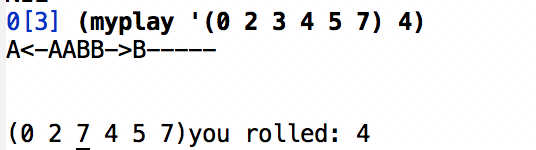 0[3] (myplay '(0 2 3 4 5 7) 4)
A<-AABB->B-----
(0 2 7 4 5 7)you rolled: 4